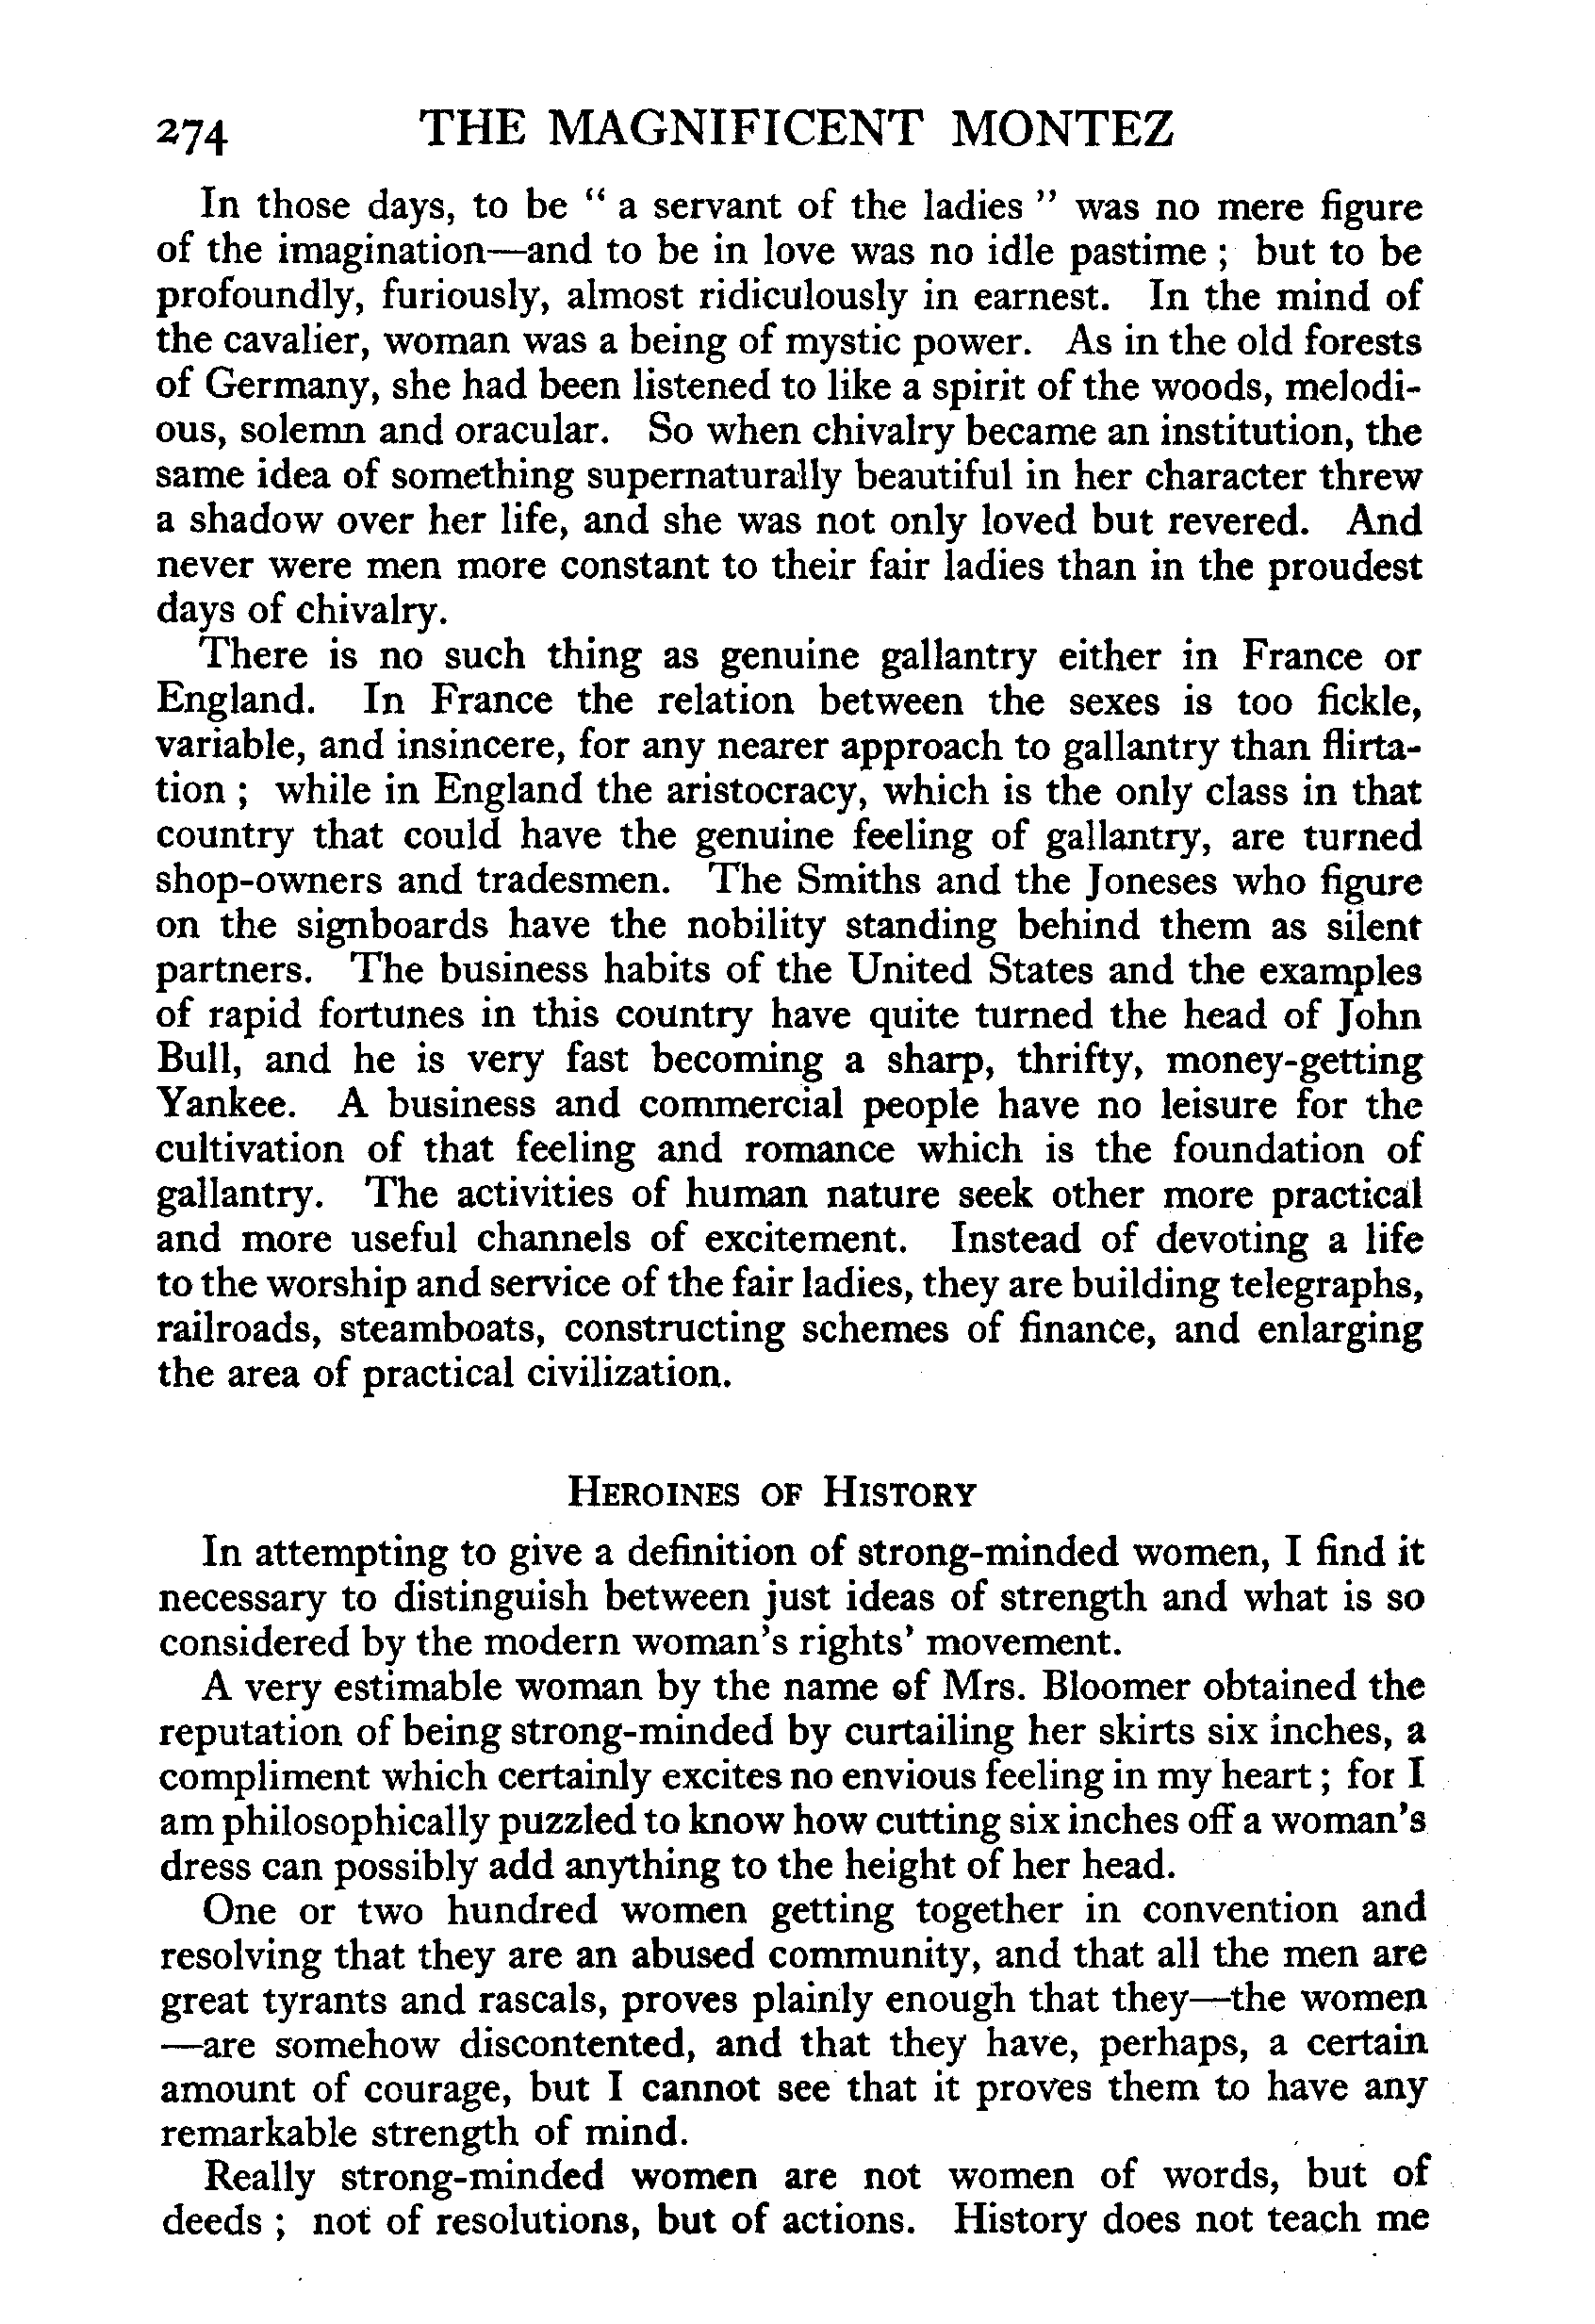 274 THE MAGNIFICENT MONTEZ
In those days, to be “ a servant of the ladies ” was no mere figure
of the imagination—and to be in love was no idle pastime ; but to be
profoundly, furiously, almost ridiculously in earnest. In the mind of
the cavalier, woman was a being of mystic power. As in the old forests
of Germany, she had been listened to like a spirit of the woods, melodi-
ous, solemn and oracular. So when chivalry became an institution, the
same idea of something supernaturally beautiful in her character threw
a shadow over her life, and she was not only loved but revered. And
never were men more constant to their fair ladies than in the proudest
days of chivalry.
There is no such thing as genuine gallantry either in France or
England. In France the relation between the sexes is too fickle,
variable, and insincere, for any nearer approach to gallantry than flirta-
tion ; while in England the aristocracy, which is the only class in that
country that could have the genuine feeling of gallantry, are turned
shop-owners and tradesmen. The Smiths and the Joneses who figure
on the signboards have the nobility standing behind them as silent
partners. The business habits of the United States and the examples
of rapid fortunes in this country have quite turned the head of John
Bull, and he is very fast becoming a sharp, thrifty, money-getting
Yankee. A business and commercial people have no leisure for the
cultivation of that feeling and romance which is the foundation of
gallantry. The activities of human nature seek other more practical
and more useful channels of excitement. Instead of devoting a life
to the worship and service of the fair ladies, they are building telegraphs,
railroads, steamboats, constructing schemes of finance, and enlarging
the area of practical civilization.
HEROINES OF HISTORY
In attempting to give a definition of strong-minded women, I find it
necessary to distinguish between just ideas of strength and what is so
considered by the modern woman's rights' movement.
A very estimable woman by the name of Mrs. Bloomer obtained the
reputation of being strong-minded by curtailing her skirts six inches, a
compliment which certainly excites no envious feeling in my heart ; for I
am philosophically puzzled to know how cutting six inches off a woman's
dress can possibly add anything to the height of her head.
One or two hundred women getting together in convention and
resolving that they are an abused community, and that all the men are
great tyrants and rascals, proves plainly enough that they—the women
—are somehow discontented, and that they have, perhaps, a certain
amount of courage, but I cannot see that it proves them to have any
remarkable strength of mind.
Really strong-minded women are not women of words, but of
deeds ; not of resolutions, but of actions. History does not teach me